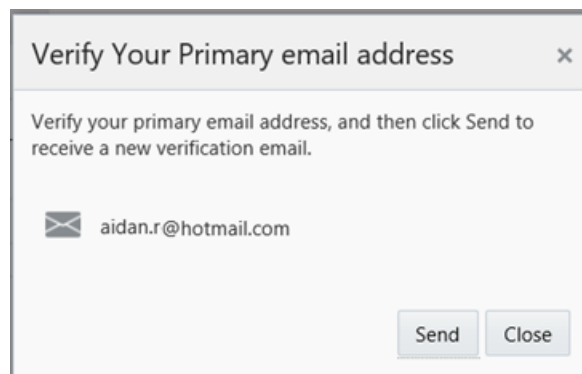 Verify Your Primary email address ×
Verify your primary email address, and then click Send to
receive a new verification email.
aidan.r@hotmail.com
Send Close